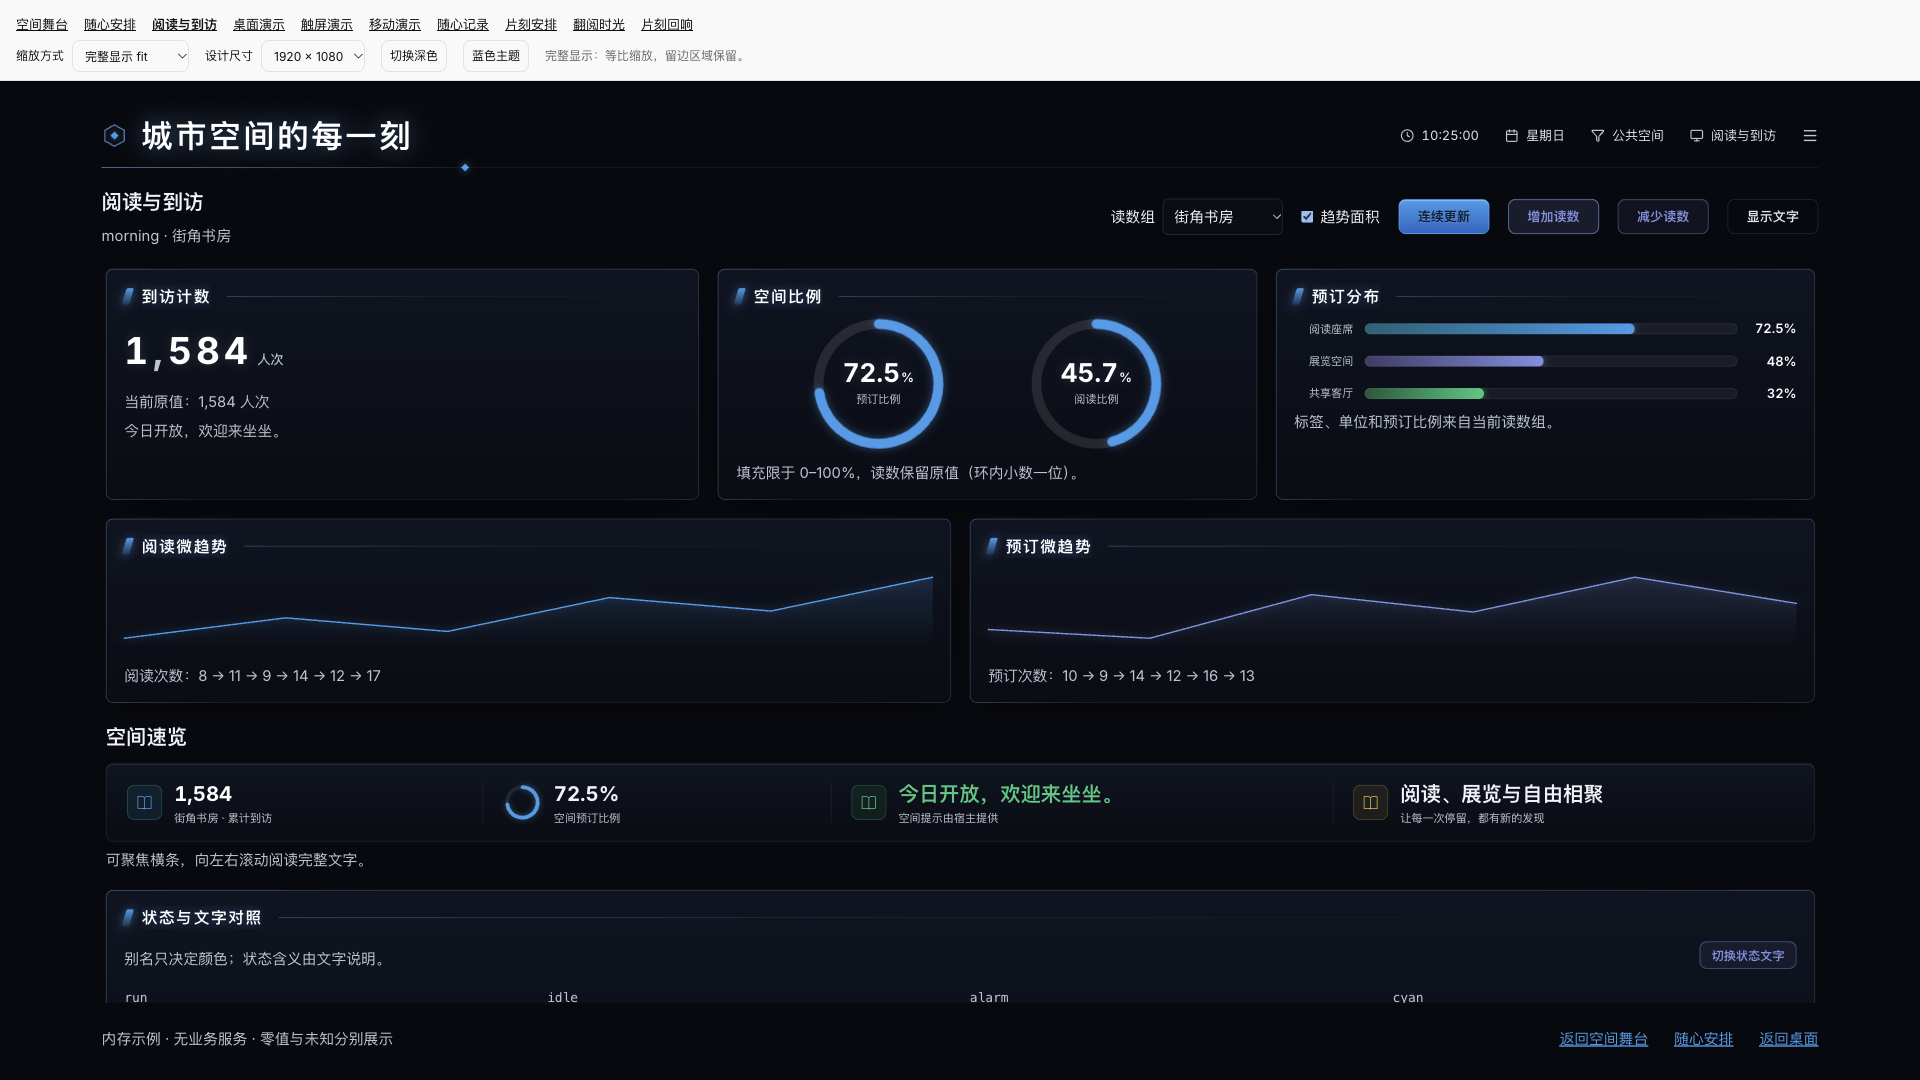 空间舞台 随心安排 阅读与到访 桌面演示 触屏演示 移动演示 随心记录 片刻安排 翻阅时光 片刻回响
缩放方式 完整显示 fit 设计尺寸 1920 × 1080 切换深色 蓝色主题 完整显示：等比缩放，留边区域保留。
城市空间的每一刻
10:25:00 星期日 公共空间 阅读与到访
阅读与到访
morning · 街角书房
读数组 街角书房 趋势面积 连续更新 增加读数 减少读数 显示文字
到访计数
1,584 人次
当前原值：1,584 人次
今日开放，欢迎来坐坐。
空间比例
72.5%
预订比例
45.7%
阅读比例
填充限于 0–100%，读数保留原值（环内小数一位）。
预订分布
阅读座席 72.5%
展览空间 48%
共享客厅 32%
标签、单位和预订比例来自当前读数组。
阅读微趋势
阅读次数：8 → 11 → 9 → 14 → 12 → 17
预订微趋势
预订次数：10 → 9 → 14 → 12 → 16 → 13
空间速览
1,584
街角书房 · 累计到访
72.5%
空间预订比例
今日开放，欢迎来坐坐。
空间提示由宿主提供
阅读、展览与自由相聚
让每一次停留，都有新的发现
可聚焦横条，向左右滚动阅读完整文字。
状态与文字对照
别名只决定颜色；状态含义由文字说明。
切换状态文字
run idle alarm cyan
内存示例 · 无业务服务 · 零值与未知分别展示
返回空间舞台 随心安排 返回桌面